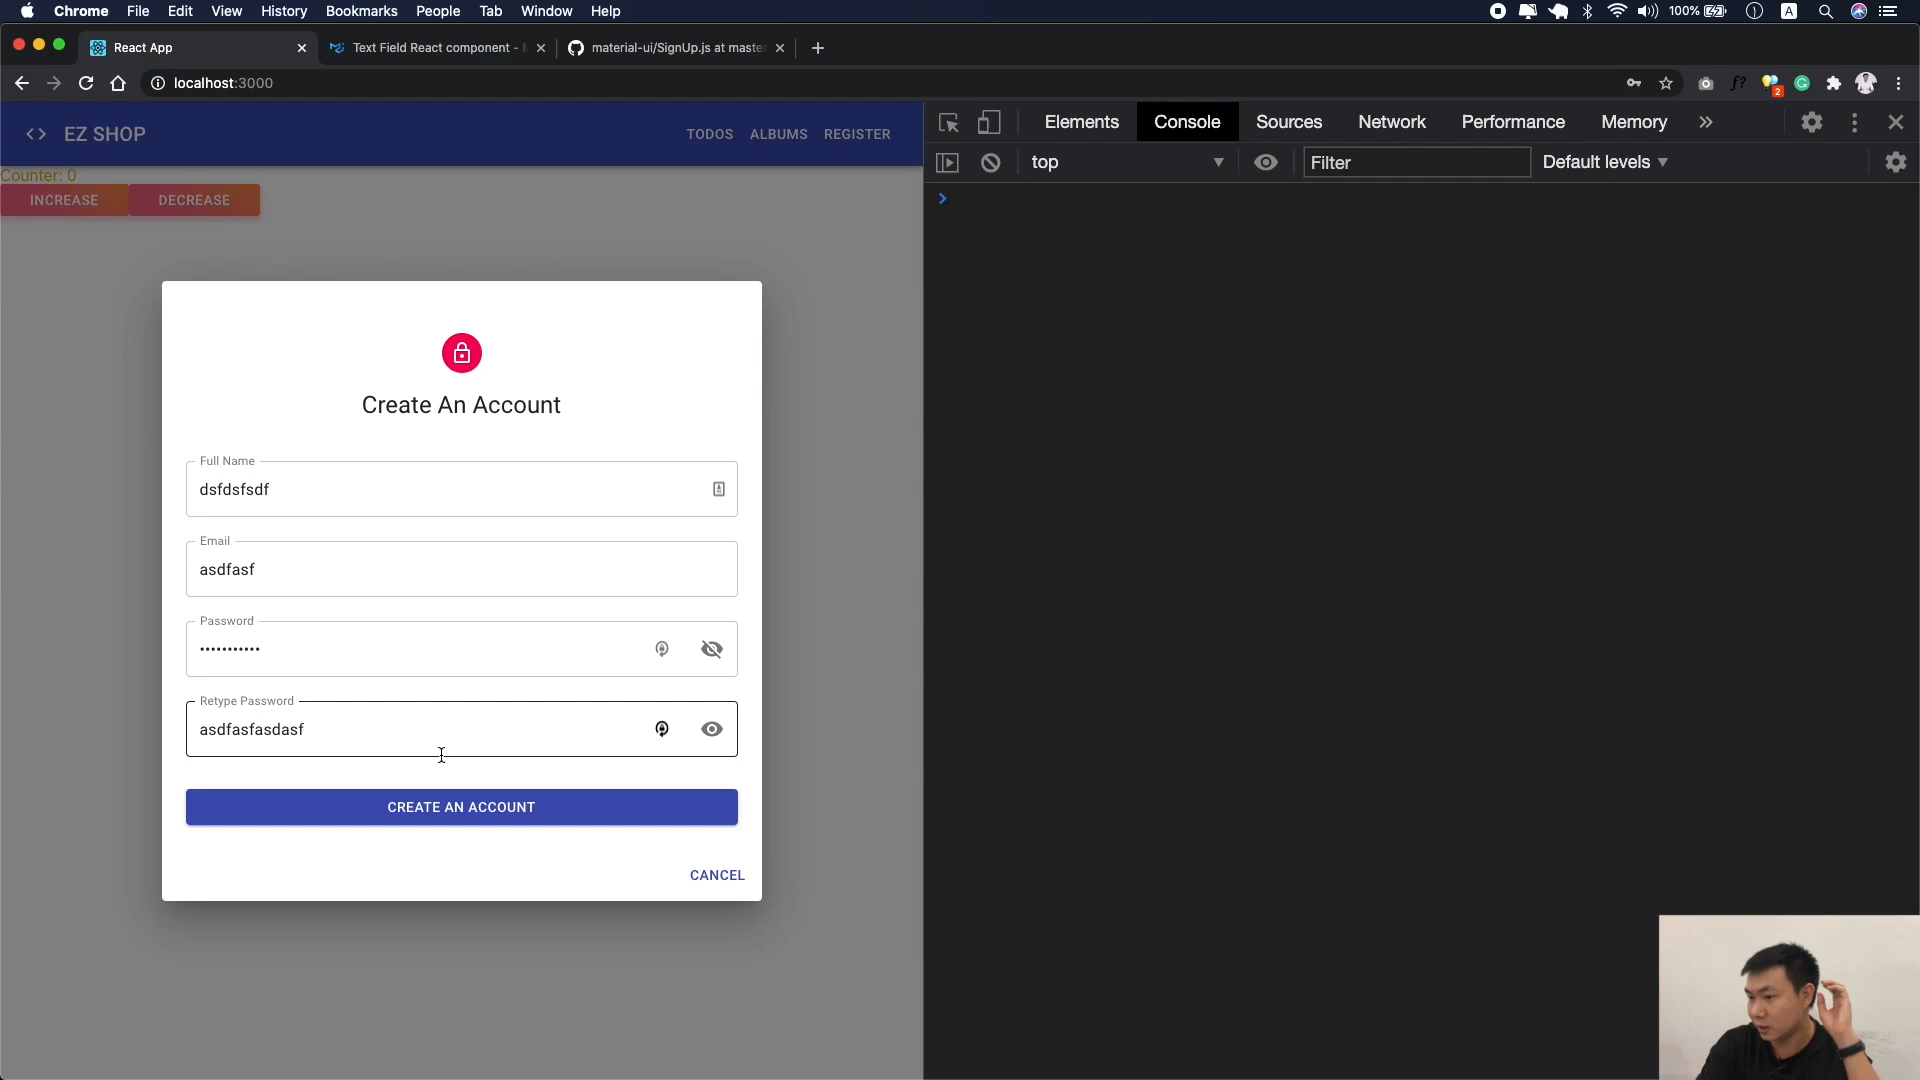 Chrome File Edit View History Bookmarks People Tab Window Help 100% A
React App Text Field React component - material-ui/SignUp.js at maste
localhost:3000 2
EZ SHOP TODOS ALBUMS REGISTER
Elements Console Sources Network Performance Memory
top Filter Default levels
Counter: 0
INCREASE DECREASE
Create An Account
Full Name
dsfdsfsdf
Email
asdfasf
Password
•••••••••••
Retype Password
asdfasfasdasf
CREATE AN ACCOUNT
CANCEL